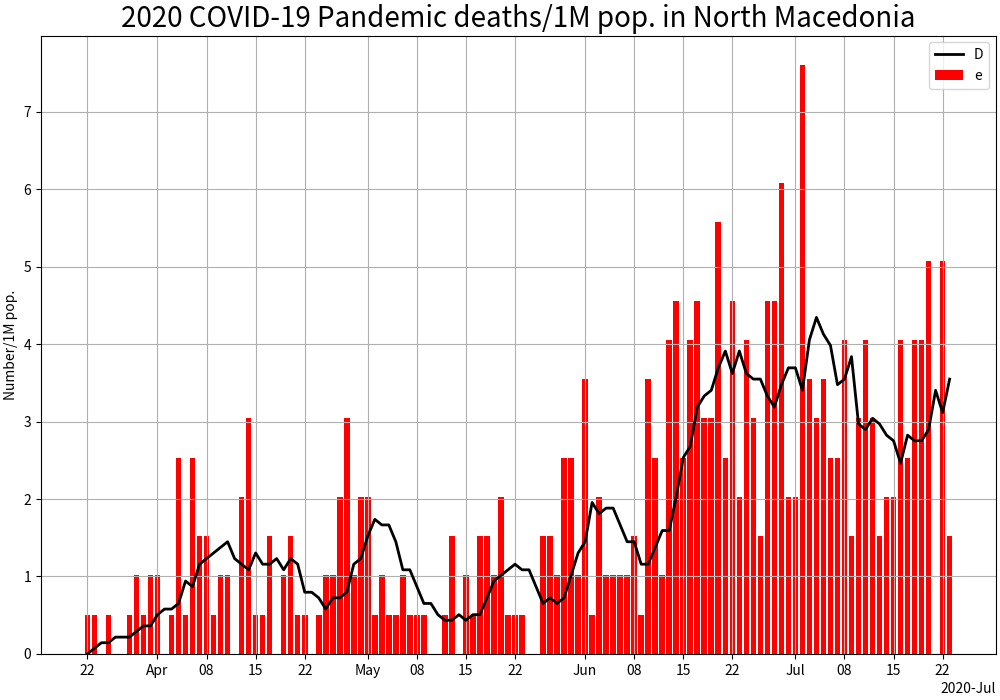 2020 COVID-19 Pandemic deaths/1M pop. in North Macedonia
D
e
Number/1M pop.
7
6
5
4
3
2
1
0
22 Apr 08 15 22 May 08 15 22 Jun 08 15 22 Jul 08 15 22
2020-Jul